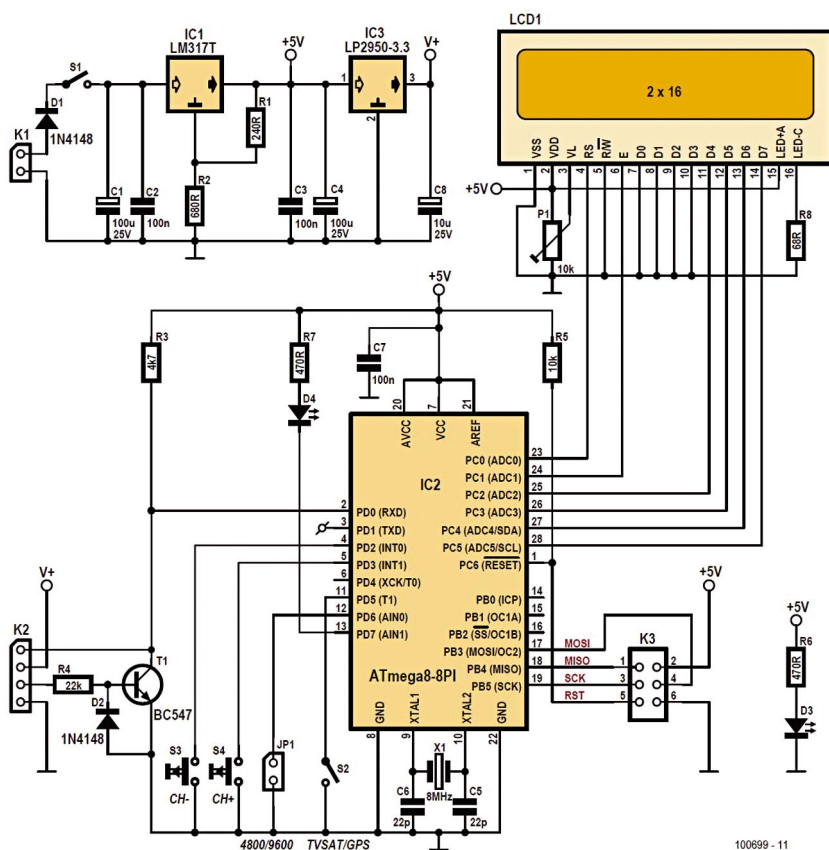 IC1
LM317T
+5V
IC3
LP2950-3.3
V+
S1
D1
1N4148
K1
1
3
2
R1
240R
R2
680R
C1
100u
25V
C2
100n
C3
100n
C4
100u
25V
C8
10u
25V
LCD1
2 x 16
VSS
VDD
VL
RS
R/W
E
D0
D1
D2
D3
D4
D5
D6
D7
LED+A
LED-C
1
2
3
4
5
6
7
8
9
10
11
12
13
14
15
16
+5V
P1
10k
R8
68R
+5V
R3
4k7
R7
470R
D4
C7
100n
R5
10k
20
7
21
AVCC
VCC
AREF
IC2
ATmega8-8PI
2
PD0 (RXD)
3
PD1 (TXD)
4
PD2 (INT0)
5
PD3 (INT1)
6
PD4 (XCK/T0)
11
PD5 (T1)
12
PD6 (AIN0)
13
PD7 (AIN1)
PC0 (ADC0)
23
PC1 (ADC1)
24
PC2 (ADC2)
25
PC3 (ADC3)
26
PC4 (ADC4/SDA)
27
PC5 (ADC5/SCL)
28
PC6 (RESET)
1
PB0 (ICP)
14
PB1 (OC1A)
15
PB2 (SS/OC1B)
16
PB3 (MOSI/OC2)
17
PB4 (MISO)
18
PB5 (SCK)
19
GND
XTAL1
XTAL2
GND
8
9
10
22
V+
K2
R4
22k
D2
1N4148
T1
BC547
S3
CH-
S4
CH+
JP1
4800/9600
S2
TVSAT/GPS
X1
8MHz
C6
22p
C5
22p
MOSI
MISO
SCK
RST
K3
1
2
3
4
5
6
+5V
+5V
R6
470R
D3
100699 - 11